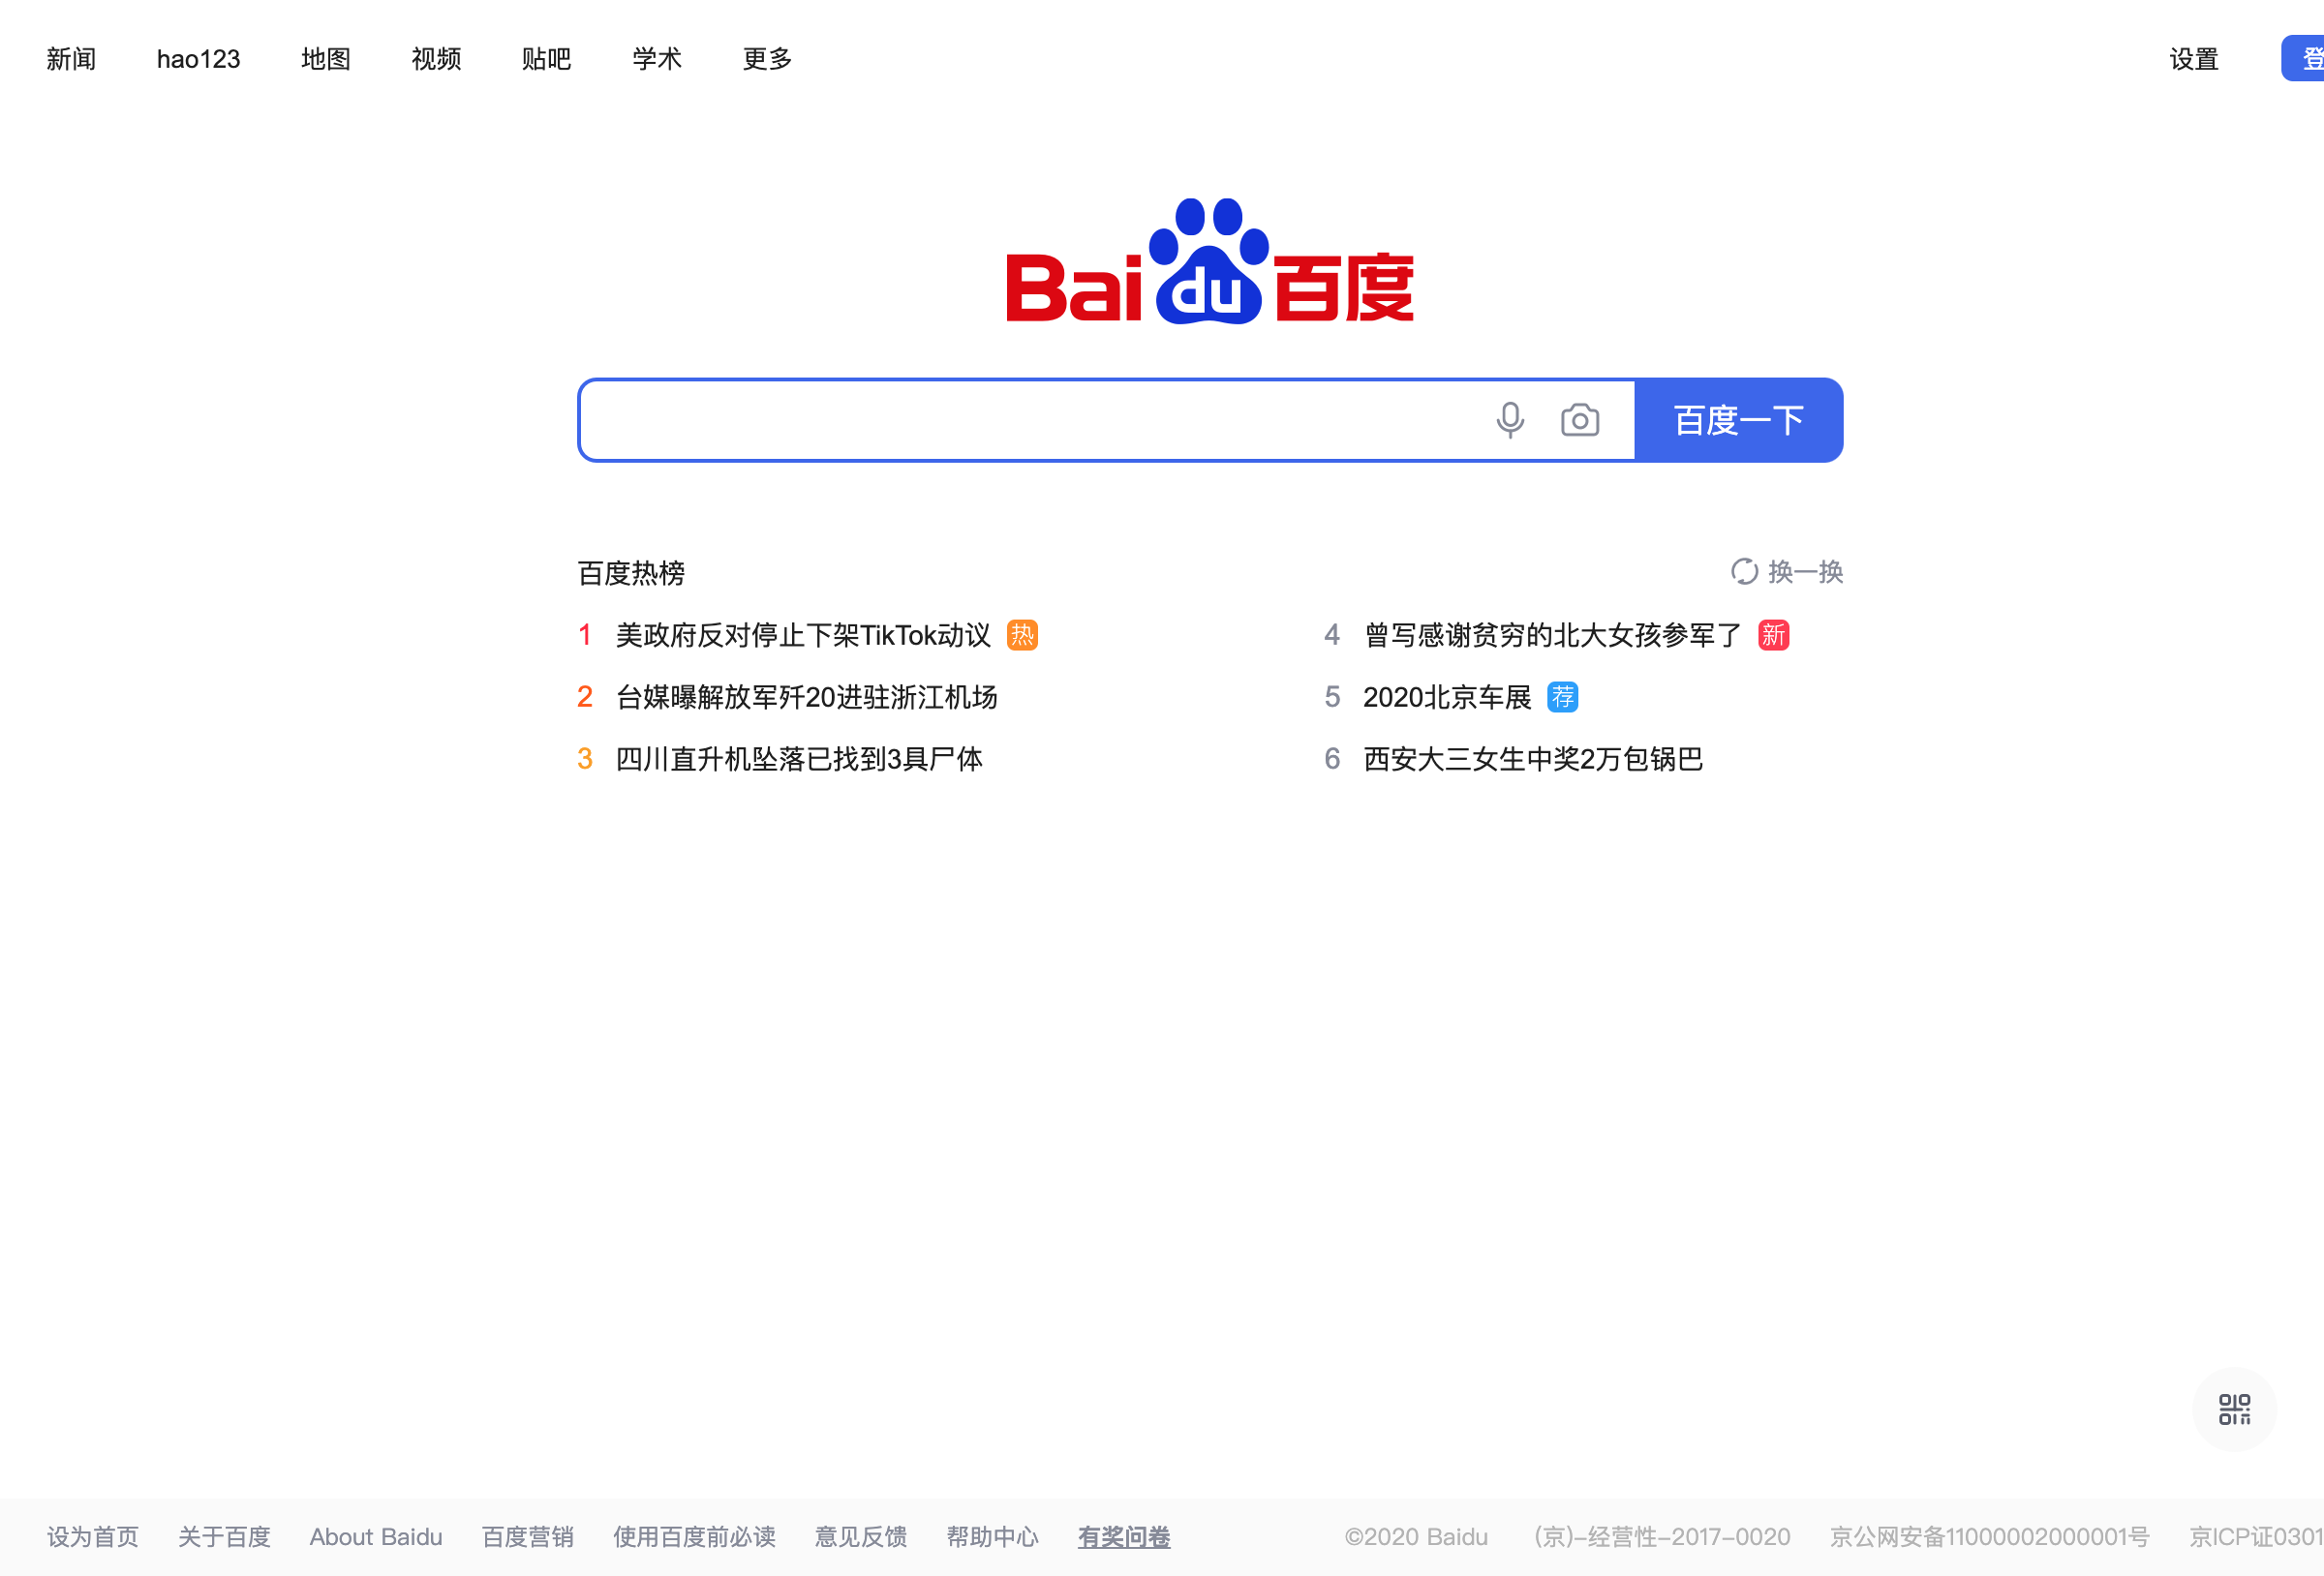 新闻 hao123 地图 视频 贴吧 学术 更多 设置 登
Bai du 百度
百度一下
百度热榜 换一换
1 美政府反对停止下架TikTok动议 热
2 台媒曝解放军歼20进驻浙江机场
3 四川直升机坠落已找到3具尸体
4 曾写感谢贫穷的北大女孩参军了 新
5 2020北京车展 荐
6 西安大三女生中奖2万包锅巴
设为首页 关于百度 About Baidu 百度营销 使用百度前必读 意见反馈 帮助中心 有奖问卷 ©2020 Baidu (京)-经营性-2017-0020 京公网安备11000002000001号 京ICP证0301